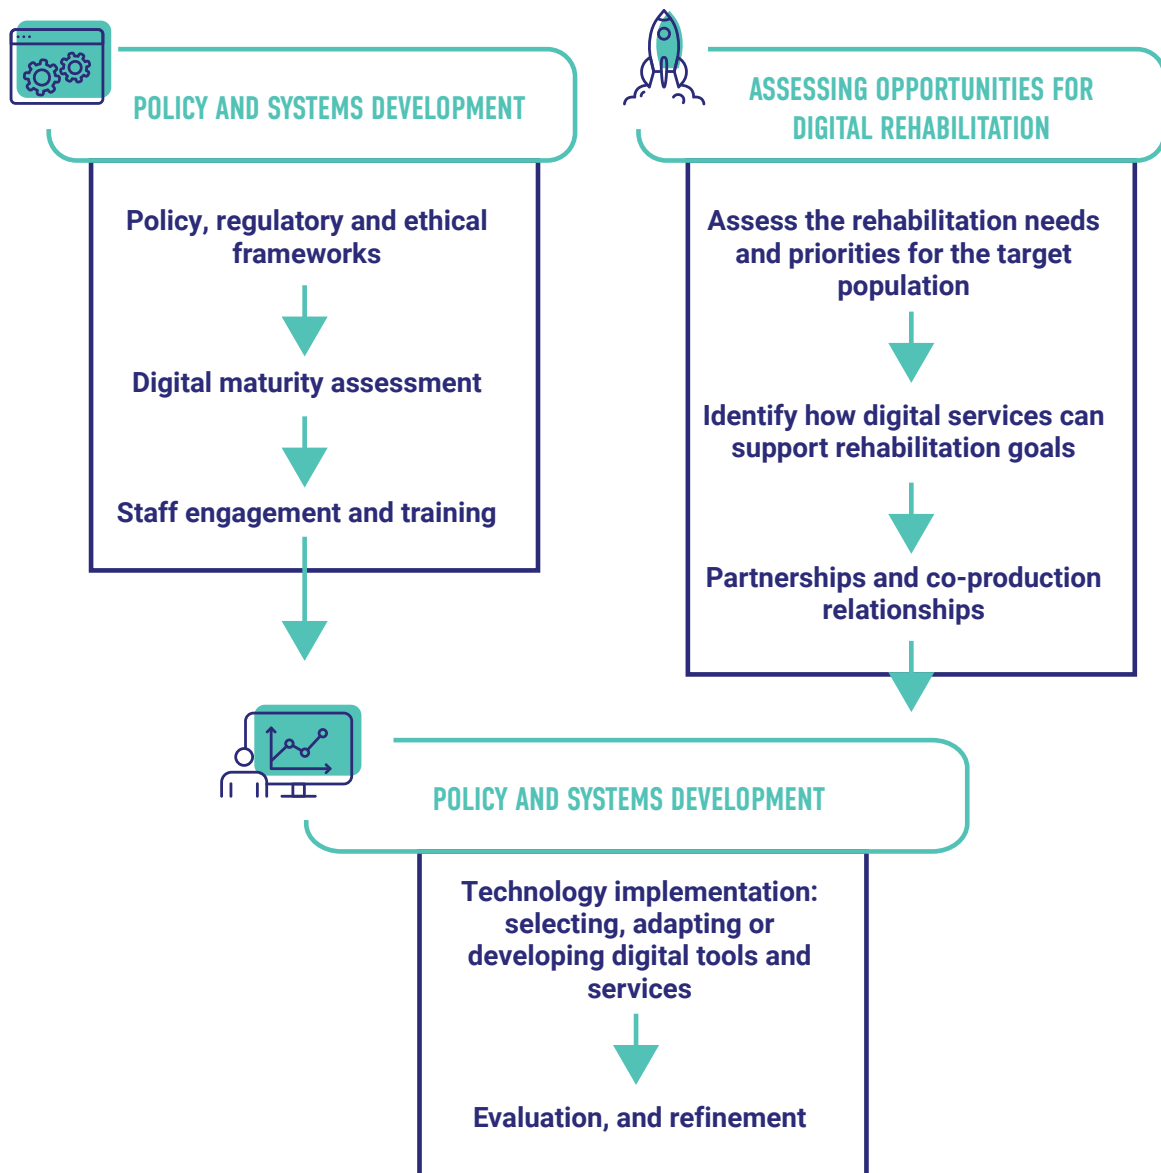 POLICY AND SYSTEMS DEVELOPMENT
Policy, regulatory and ethical
frameworks
Digital maturity assessment
Staff engagement and training
ASSESSING OPPORTUNITIES FOR
DIGITAL REHABILITATION
Assess the rehabilitation needs
and priorities for the target
population
Identify how digital services can
support rehabilitation goals
Partnerships and co-production
relationships
POLICY AND SYSTEMS DEVELOPMENT
Technology implementation:
selecting, adapting or
developing digital tools and
services
Evaluation, and refinement